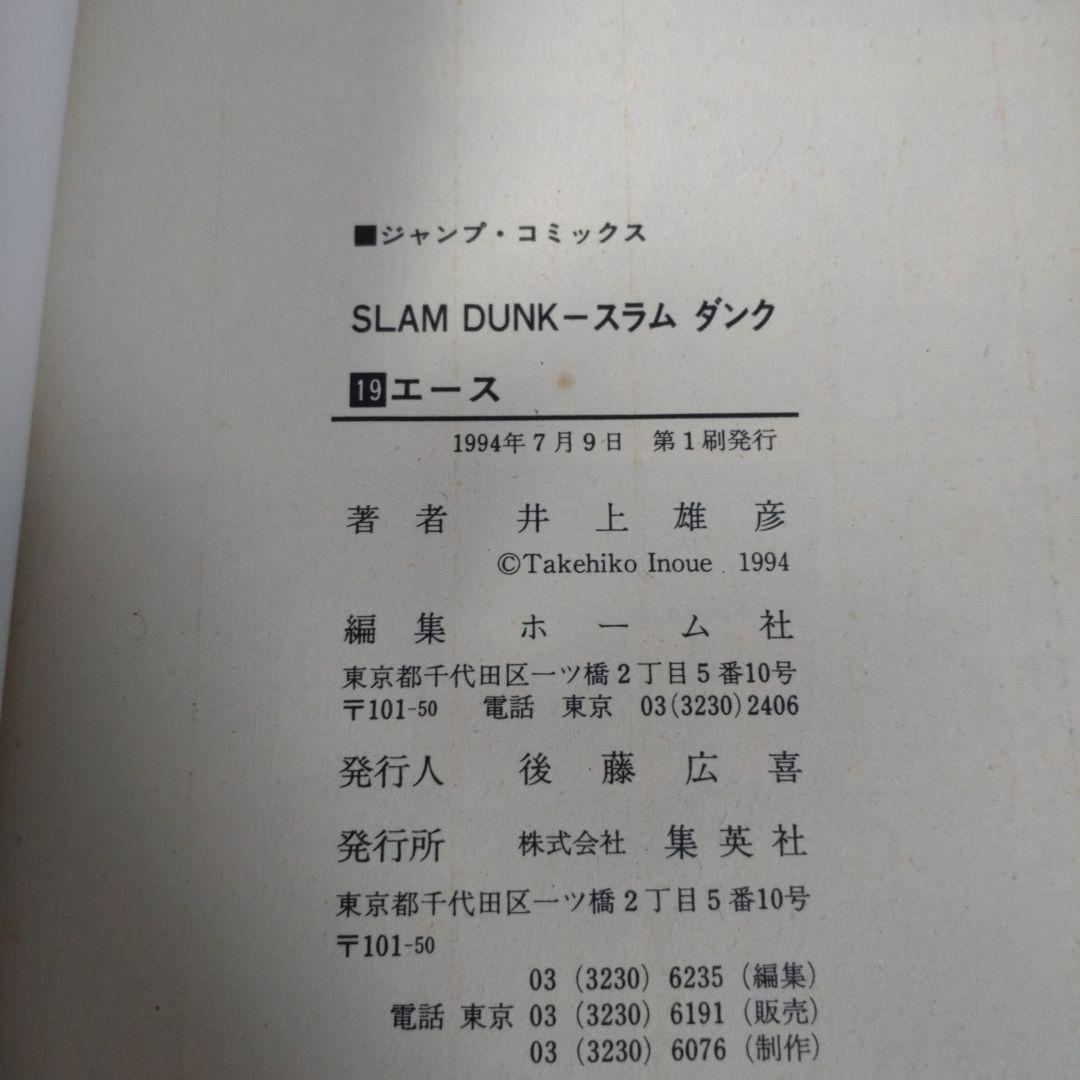 ■ジャンプ・コミックス
SLAM DUNK－スラム ダンク
19エース
1994年7月9日 第1刷発行
著者 井上雄彦
©Takehiko Inoue 1994
編集 ホーム社
東京都千代田区一ツ橋2丁目5番10号
〒101-50 電話 東京 03(3230)2406
発行人 後藤広喜
発行所 株式会社 集英社
東京都千代田区一ツ橋2丁目5番10号
〒101-50
03 (3230) 6235 (編集)
電話 東京 03 (3230) 6191 (販売)
03 (3230) 6076 (制作)